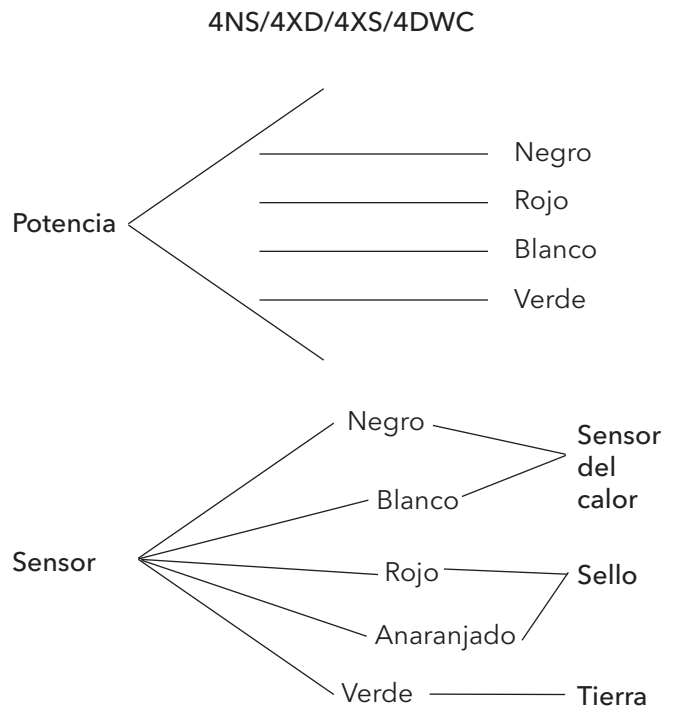 4NS/4XD/4XS/4DWC
Potencia
Negro
Rojo
Blanco
Verde
Sensor
Negro
Blanco
Rojo
Anaranjado
Verde
Sensor
del
calor
Sello
Tierra